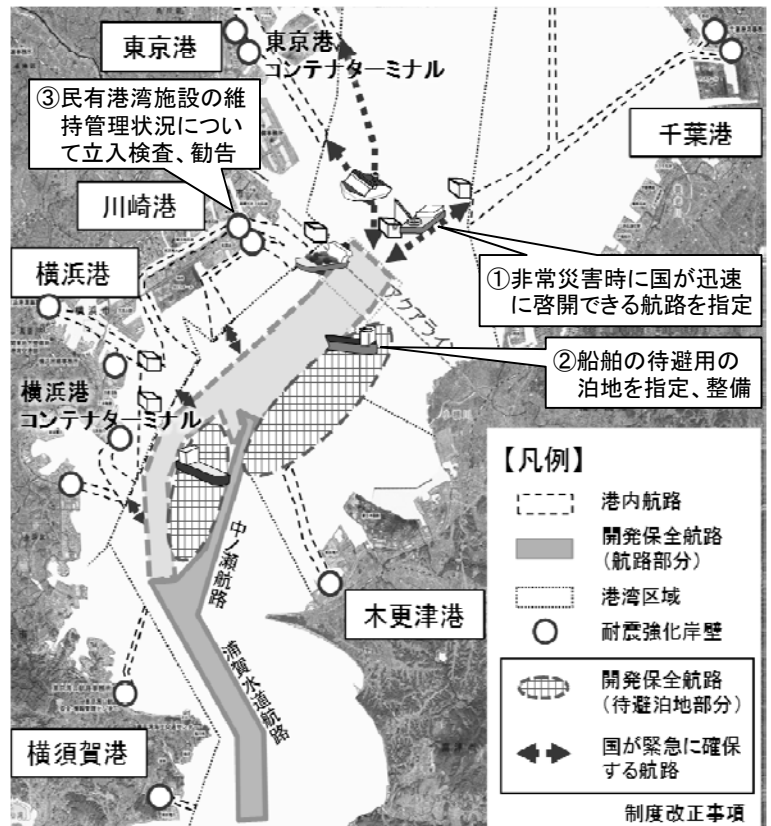 東京港
東京港
コンテナターミナル
③民有港湾施設の維
持管理状況につい
て立入検査、勧告
千葉港
川崎港
横浜港
①非常災害時に国が迅速
に啓開できる航路を指定
アクアライン
②船舶の待避用の
泊地を指定、整備
横浜港
コンテナターミナル
中ノ瀬航路
浦賀水道航路
木更津港
横須賀港
【凡例】
港内航路
開発保全航路
(航路部分)
港湾区域
耐震強化岸壁
開発保全航路
(待避泊地部分)
国が緊急に確保
する航路
制度改正事項